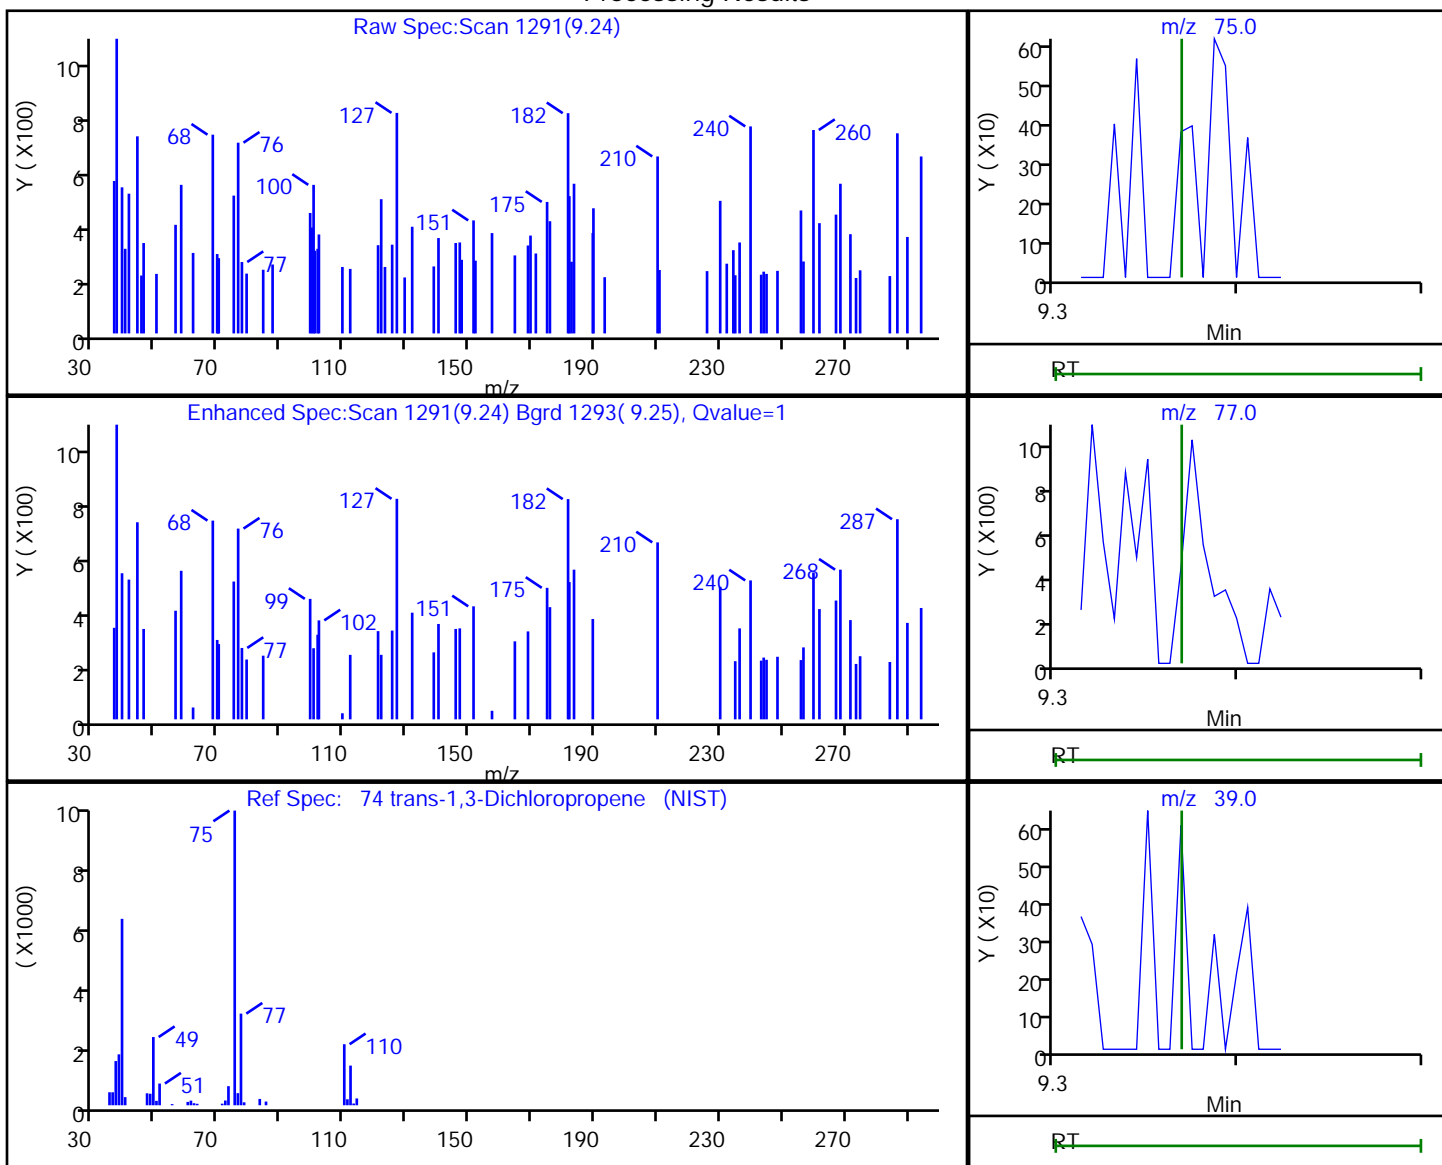 Processing Results
Raw Spec:Scan 1291(9.24)
Y ( X100)
10
8
6
4
2
0
68
76
77
100
127
151
175
182
210
240
260
30 70 110 150 190 230 270
m/z
m/z 75.0
Y ( X10)
60
50
40
30
20
10
0
9.3
Min
RT
Enhanced Spec:Scan 1291(9.24) Bgrd 1293( 9.25), Qvalue=1
Y ( X100)
10
8
6
4
2
0
68
76
77
99
102
127
151
175
182
210
240
268
287
30 70 110 150 190 230 270
m/z
m/z 77.0
Y ( X100)
10
8
6
4
2
0
9.3
Min
RT
Ref Spec: 74 trans-1,3-Dichloropropene (NIST)
( X1000)
10
8
6
4
2
0
49
51
75
77
110
30 70 110 150 190 230 270
m/z 39.0
Y ( X10)
60
50
40
30
20
10
0
9.3
Min
RT